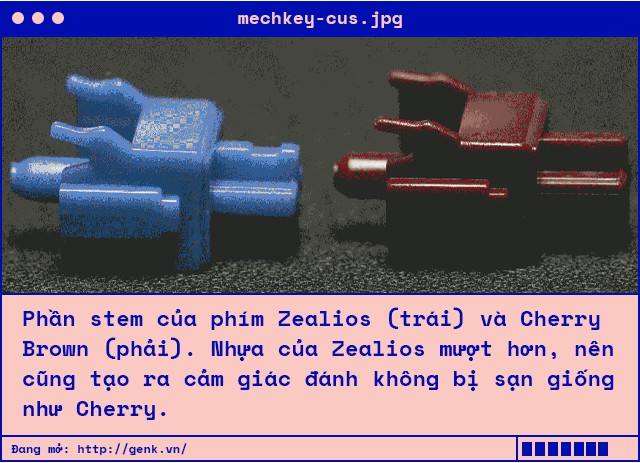 mechkey-cus.jpg
Phần stem của phím Zealios (trái) và Cherry
Brown (phải). Nhựa của Zealios mượt hơn, nên
cũng tạo ra cảm giác đánh không bị sạn giống
như Cherry.
Đang mở: http://genk.vn/